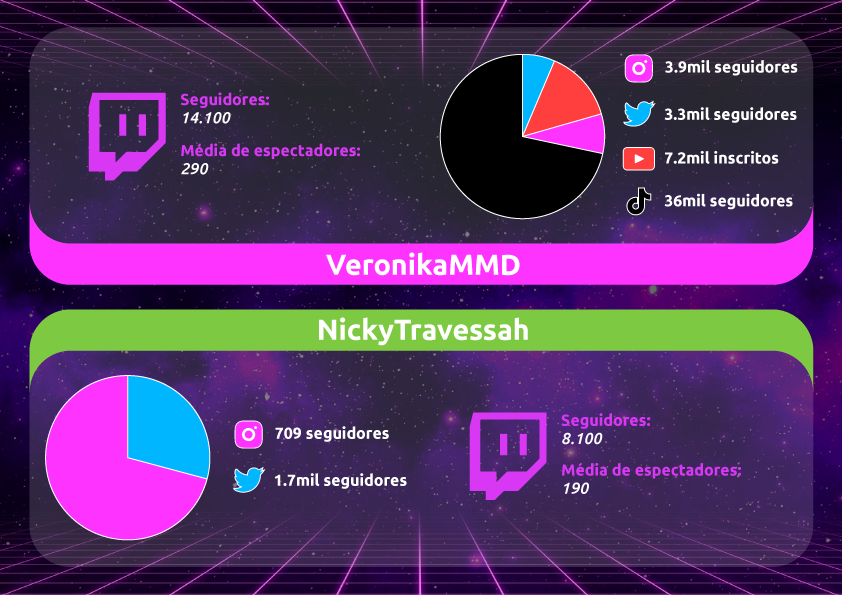 Seguidores:
14.100
Média de espectadores:
290
3.9mil seguidores
3.3mil seguidores
7.2mil inscritos
36mil seguidores
VeronikaMMD
NickyTravessah
709 seguidores
1.7mil seguidores
Seguidores:
8.100
Média de espectadores:
190